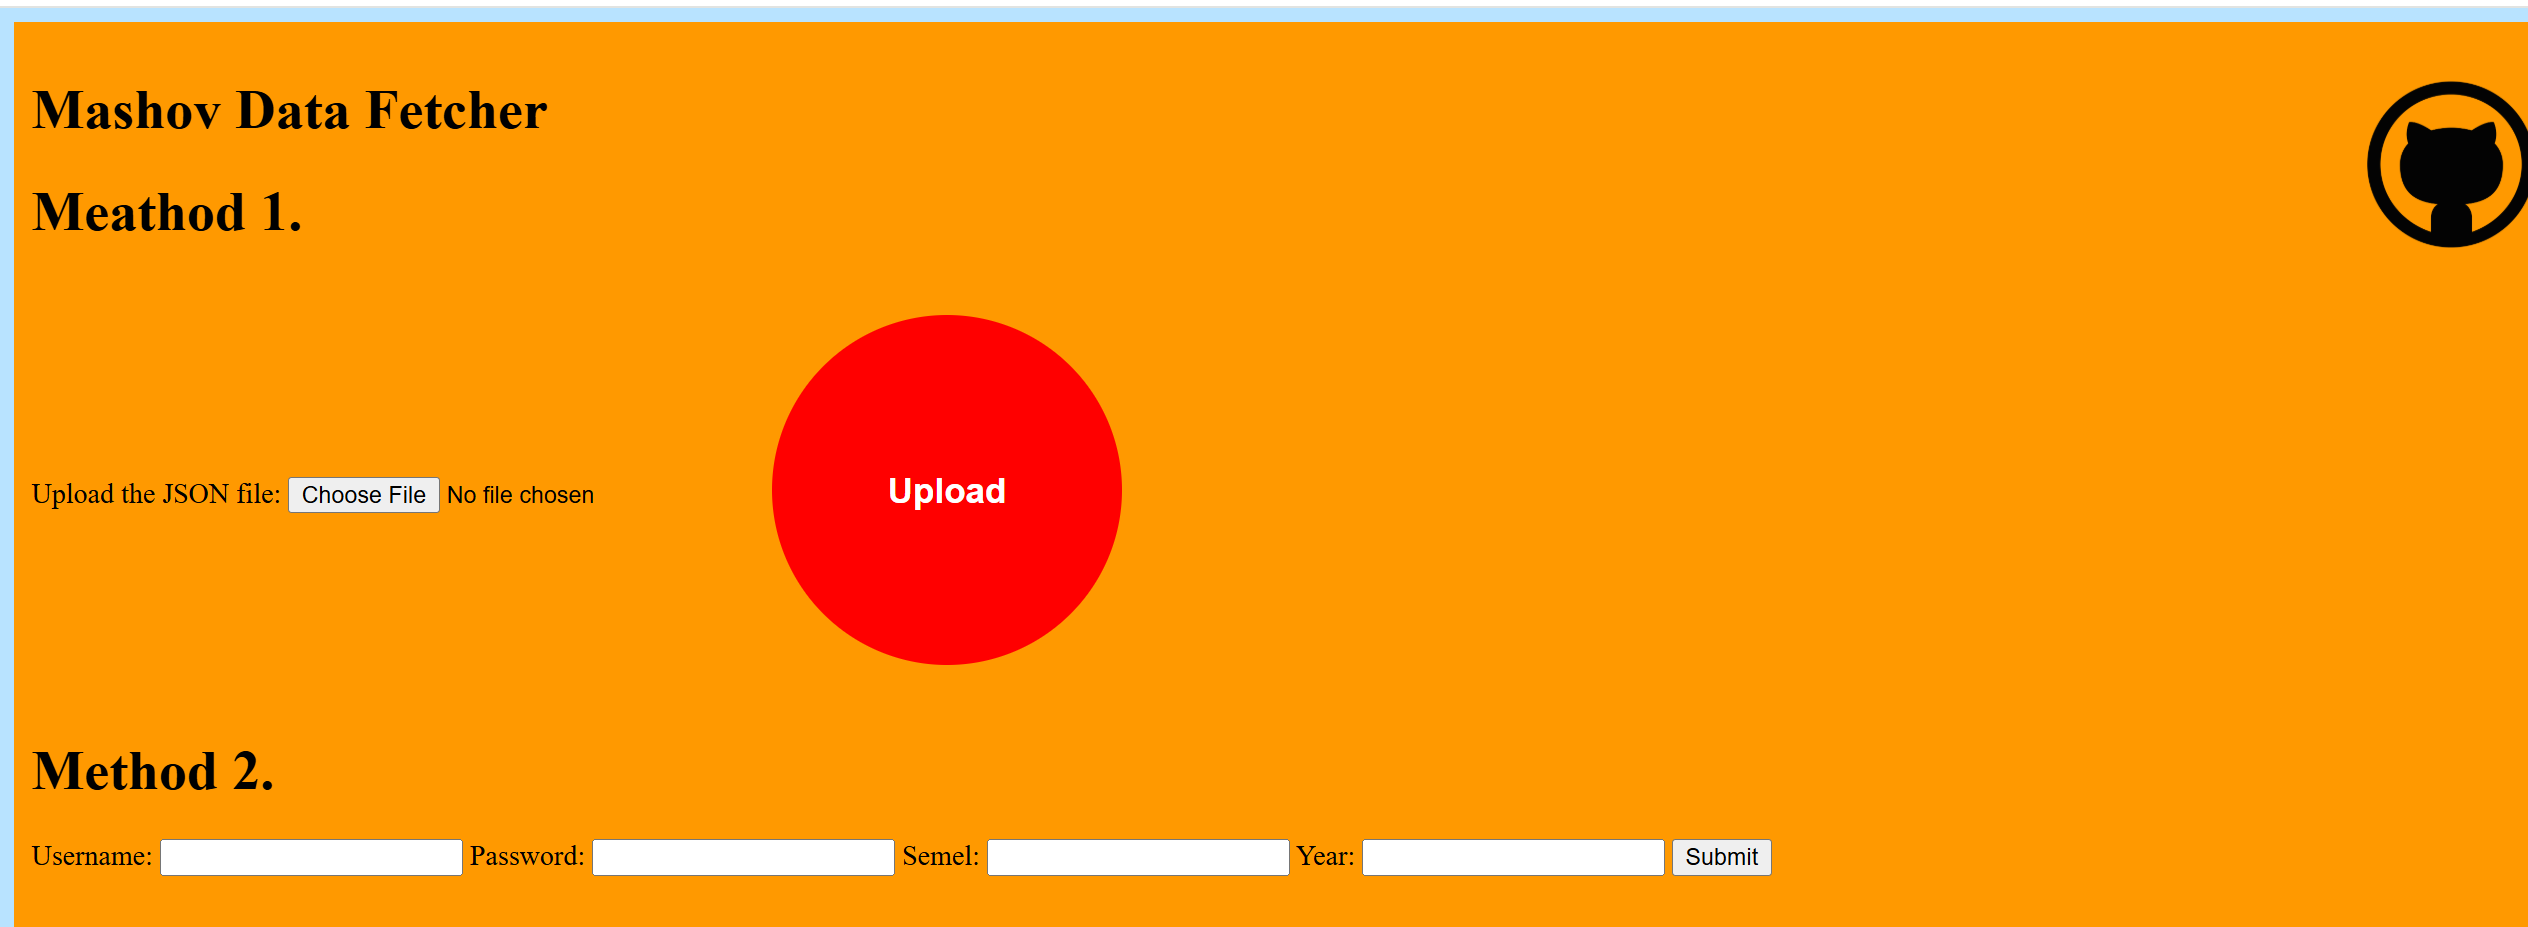 Mashov Data Fetcher
Meathod 1.
Upload the JSON file: Choose File No file chosen Upload
Method 2.
Username: Password: Semel: Year: Submit